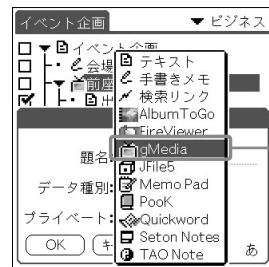 イベント企画 ▼ ビジネス
イベント企画
会場
前座
出
テキスト
手書きメモ
検索リンク
AlbumToGo
FireViewer
gMedia
JFile5
Memo Pad
PooK
Quickword
Seton Notes
TAO Note
題名
データ種別:
プライベート:
OK
キ
あ